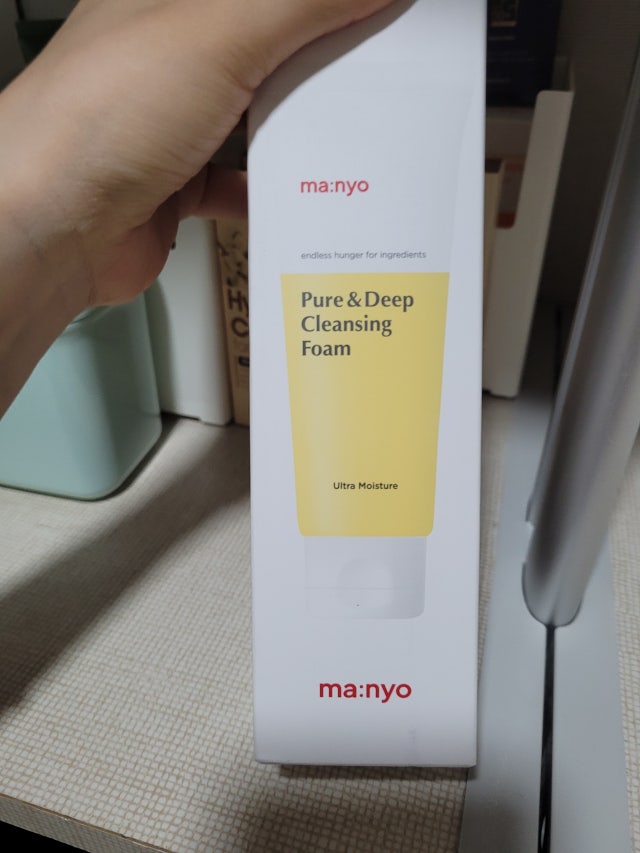 ma:nyo
endless hunger for ingredients
Pure & Deep
Cleansing
Foam
Ultra Moisture
ma:nyo